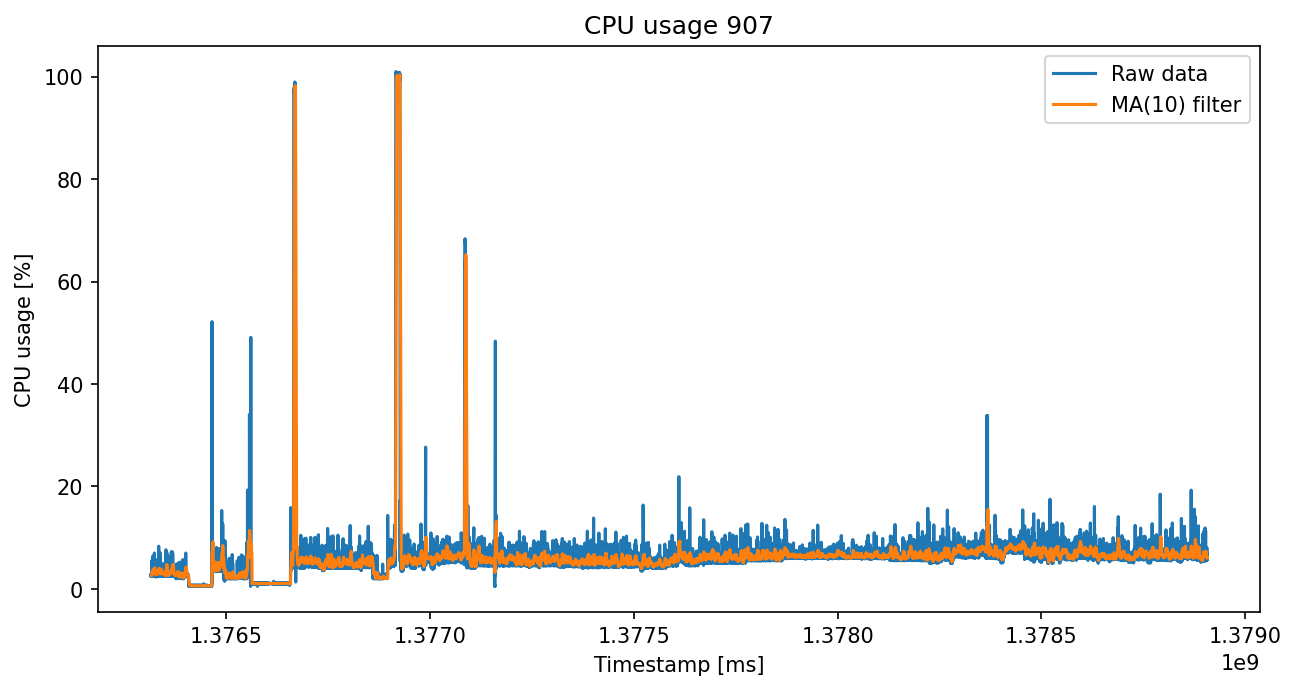 CPU usage 907
Raw data
MA(10) filter
CPU usage [%]
100
80
60
40
20
0
1.3765 1.3770 1.3775 1.3780 1.3785 1.3790
1e9
Timestamp [ms]